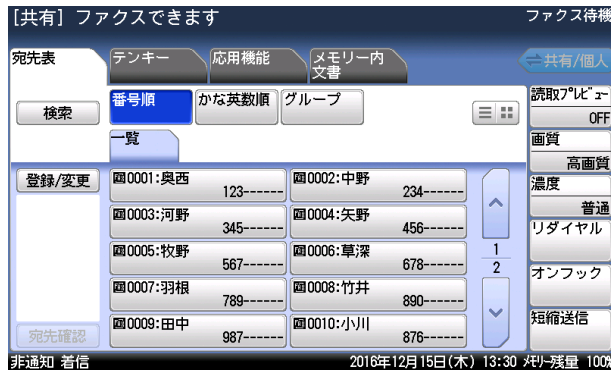 [共有] ファクスできます
ファクス待機
宛先表
テンキー
応用機能
メモリー内
文書
共有/個人
検索
番号順
かな英数順
グループ
読取プレビュー
OFF
一覧
画質
高画質
登録/変更
0001:奥西
123------
0002:中野
234------
濃度
普通
0003:河野
345------
0004:矢野
456------
リダイヤル
0005:牧野
567------
0006:草深
678------
1
2
オンフック
0007:羽根
789------
0008:竹井
890------
短縮送信
宛先確認
0009:田中
987------
0010:小川
876------
非通知 着信
2016年12月15日(木) 13:30 メモリー残量 100%